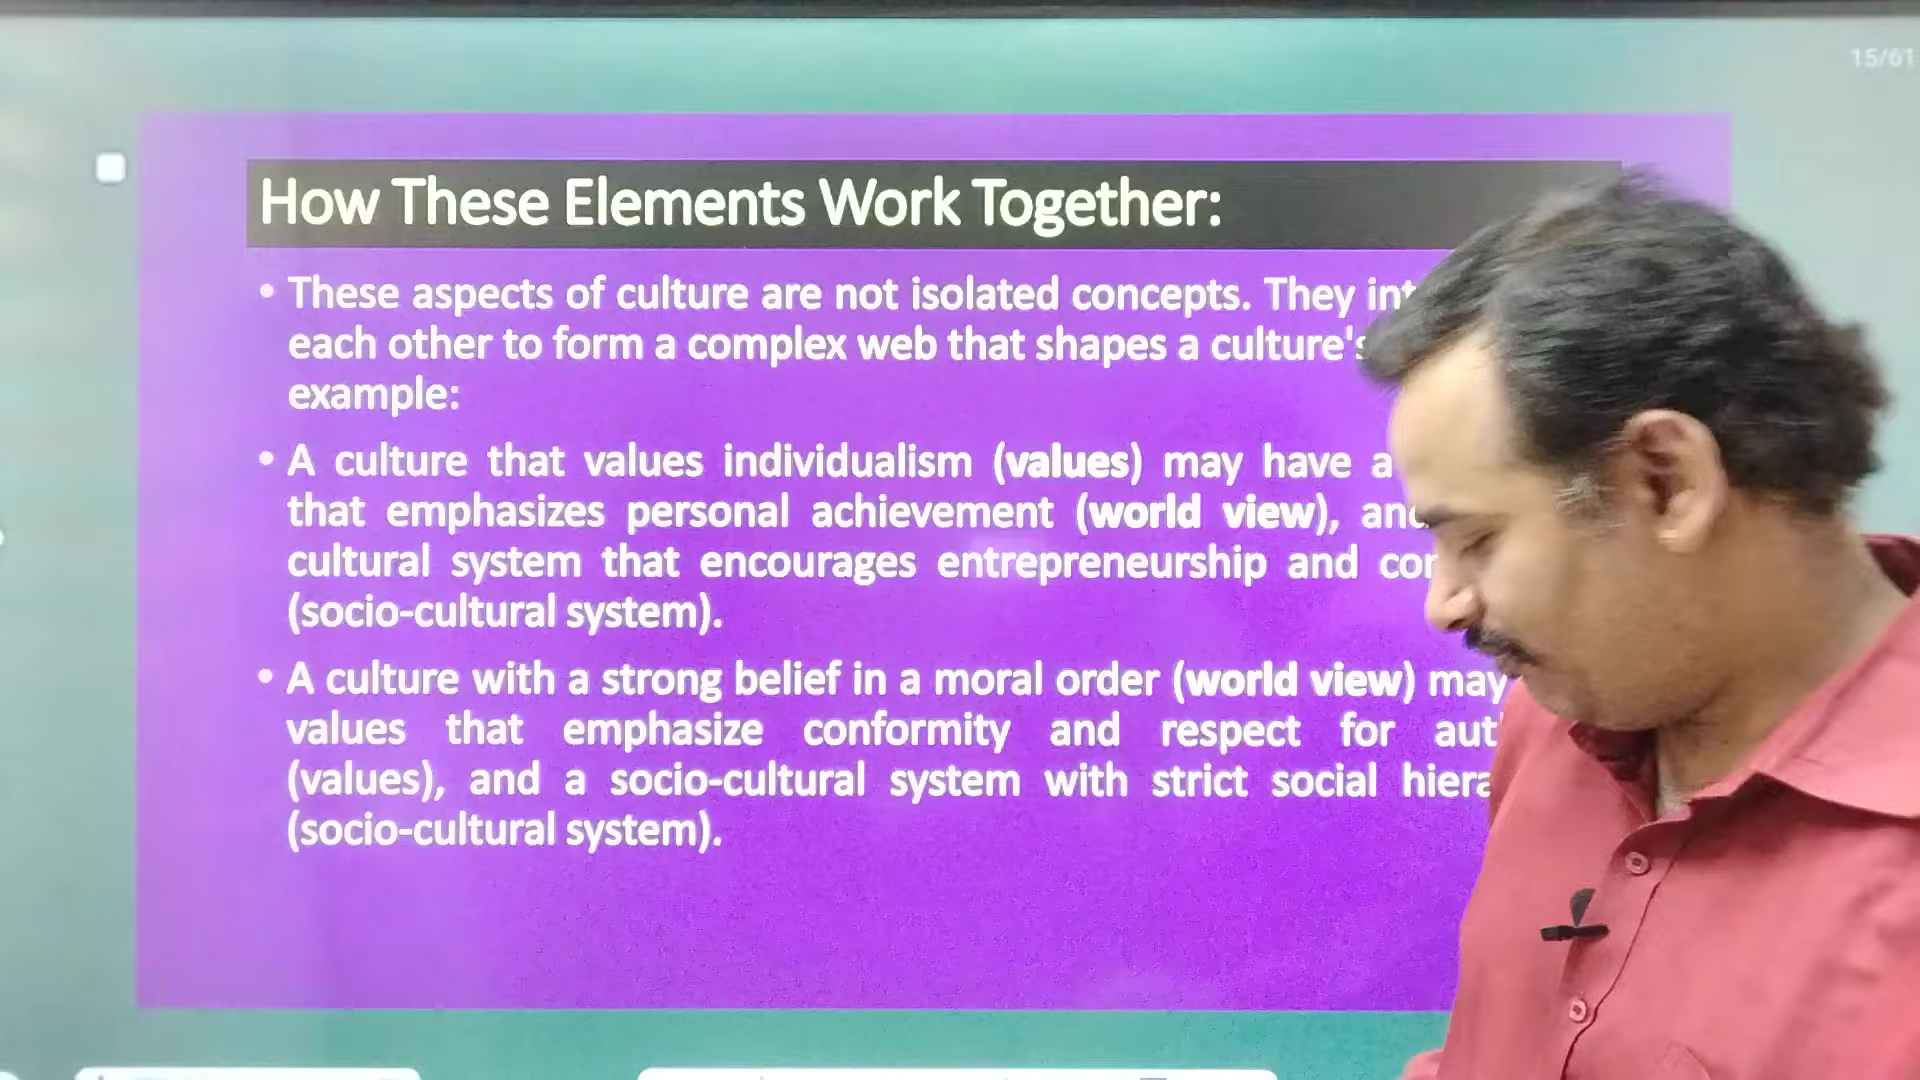 15/61
How These Elements Work Together:
• These aspects of culture are not isolated concepts. They
each other to form a complex web that shapes a culture's
example:
• A culture that values individualism (values) may have a
that emphasizes personal achievement (world view),
cultural system that encourages entrepreneurship and
(socio-cultural system).
• A culture with a strong belief in a moral order (world view) may
values that emphasize conformity and respect for
(values), and a socio-cultural system with strict social
(socio-cultural system).